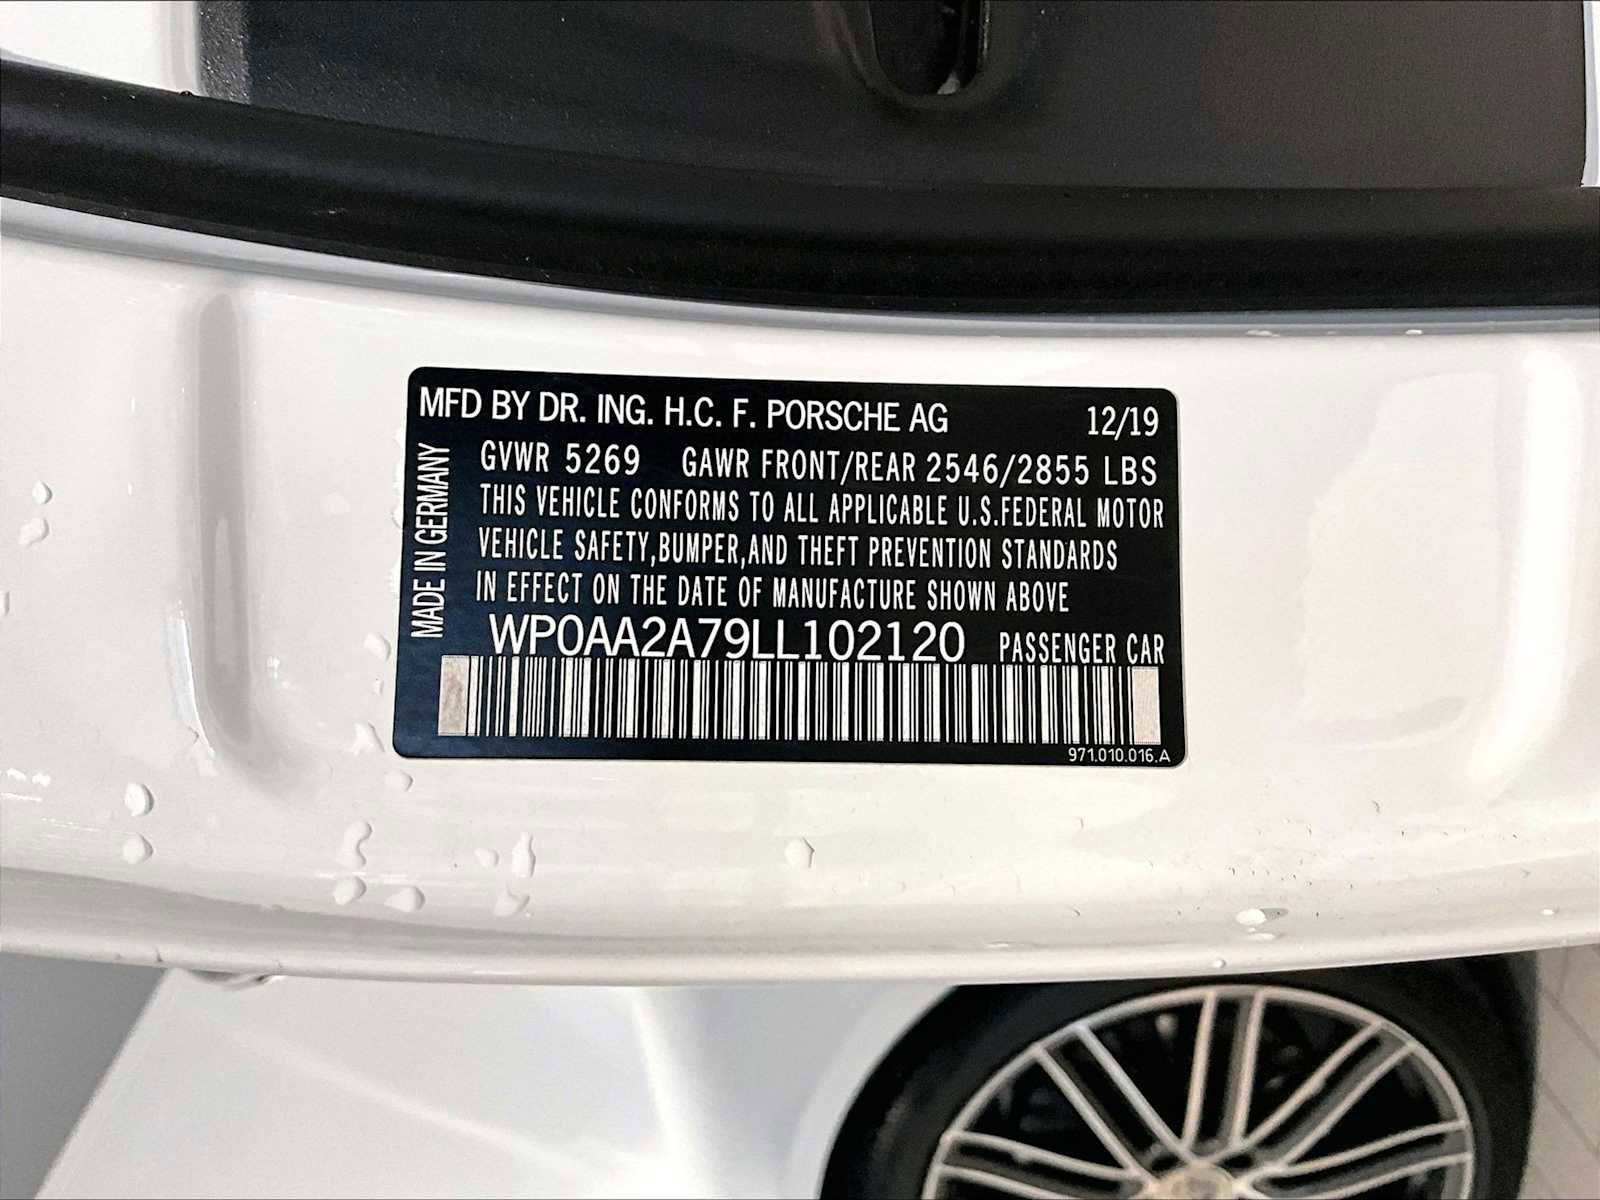 MFD BY DR. ING. H.C. F. PORSCHE AG 12/19
GVWR 5269 GAWR FRONT/REAR 2546/2855 LBS
THIS VEHICLE CONFORMS TO ALL APPLICABLE U.S.FEDERAL MOTOR
VEHICLE SAFETY,BUMPER,AND THEFT PREVENTION STANDARDS
IN EFFECT ON THE DATE OF MANUFACTURE SHOWN ABOVE
MADE IN GERMANY
WP0AA2A79LL102120 PASSENGER CAR
971.010.016.A